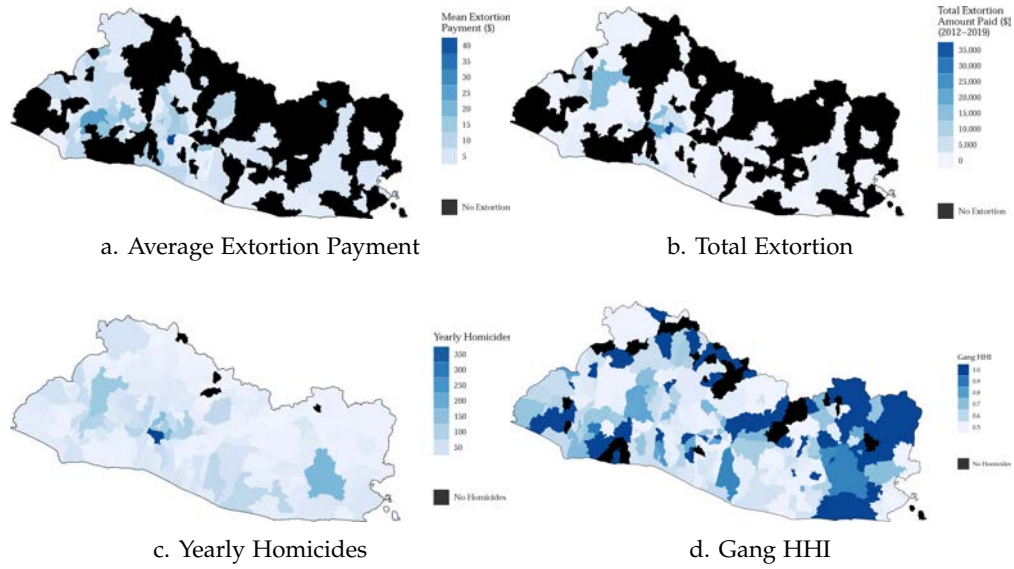 Mean Extortion
Payment ($)
40
35
30
25
20
15
10
5
No Extortion
a. Average Extortion Payment
Total Extortion
Amount Paid ($)
(2012–2019)
35,000
30,000
25,000
20,000
15,000
10,000
5,000
0
No Extortion
b. Total Extortion
Yearly Homicides
350
300
250
200
150
100
50
No Homicides
c. Yearly Homicides
Gang HHI
1.0
0.9
0.8
0.7
0.6
0.5
No Homicides
d. Gang HHI